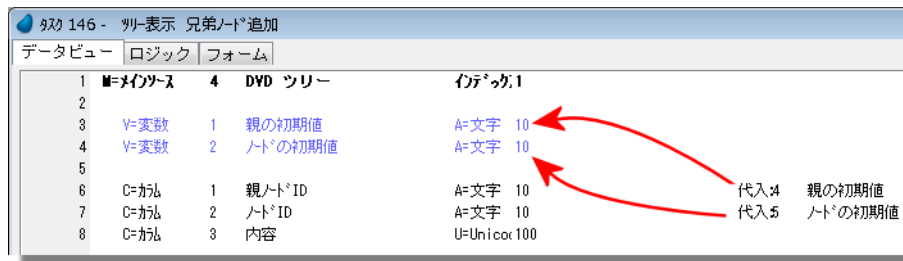 タスク 146 - ツリー表示 兄弟ノード追加
データビュー ロジック フォーム
1 M=メインソース 4 DVD ツリー インデックス 1
2
3 V=変数 1 親の初期値 A=文字 10
4 V=変数 2 ノードの初期値 A=文字 10
5
6 C=カラム 1 親ノードID A=文字 10 代入:4 親の初期値
7 C=カラム 2 ノードID A=文字 10 代入:5 ノードの初期値
8 C=カラム 3 内容 U=Unico 100